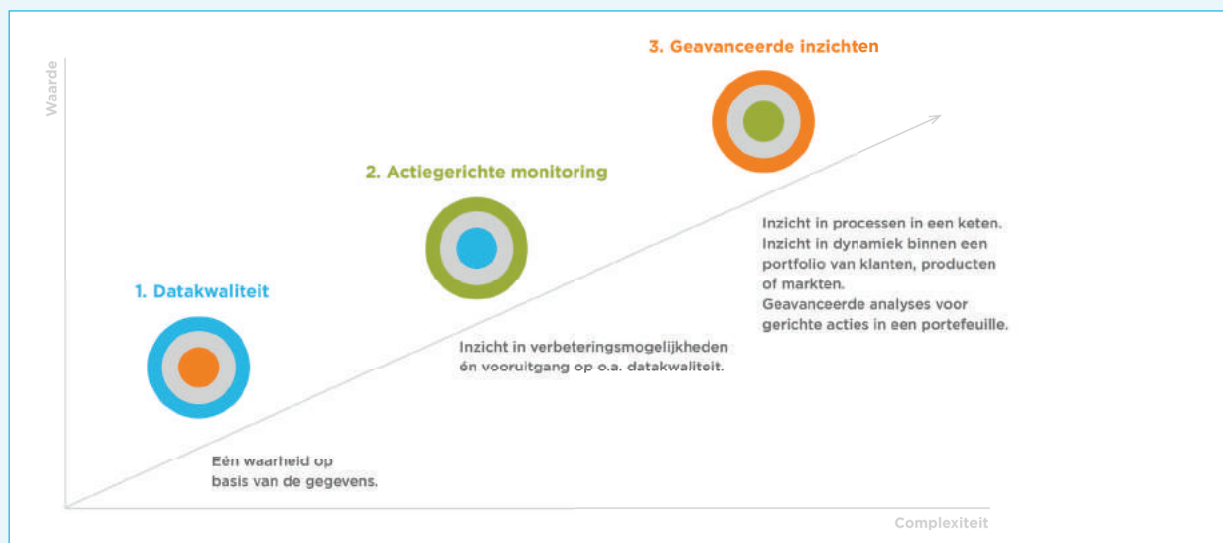 3. Geavanceerde inzichten
Waarde
2. Actiegerichte monitoring
Inzicht in processen in een keten.
Inzicht in dynamiek binnen een
portfolio van klanten, producten
of markten.
Geavanceerde analyses voor
gerichte acties in een portefeuille.
1. Datakwaliteit
Inzicht in verbeteringsmogelijkheden
én vooruitgang op o.a. datakwaliteit.
Eén waarheid op
basis van de gegevens.
Complexiteit